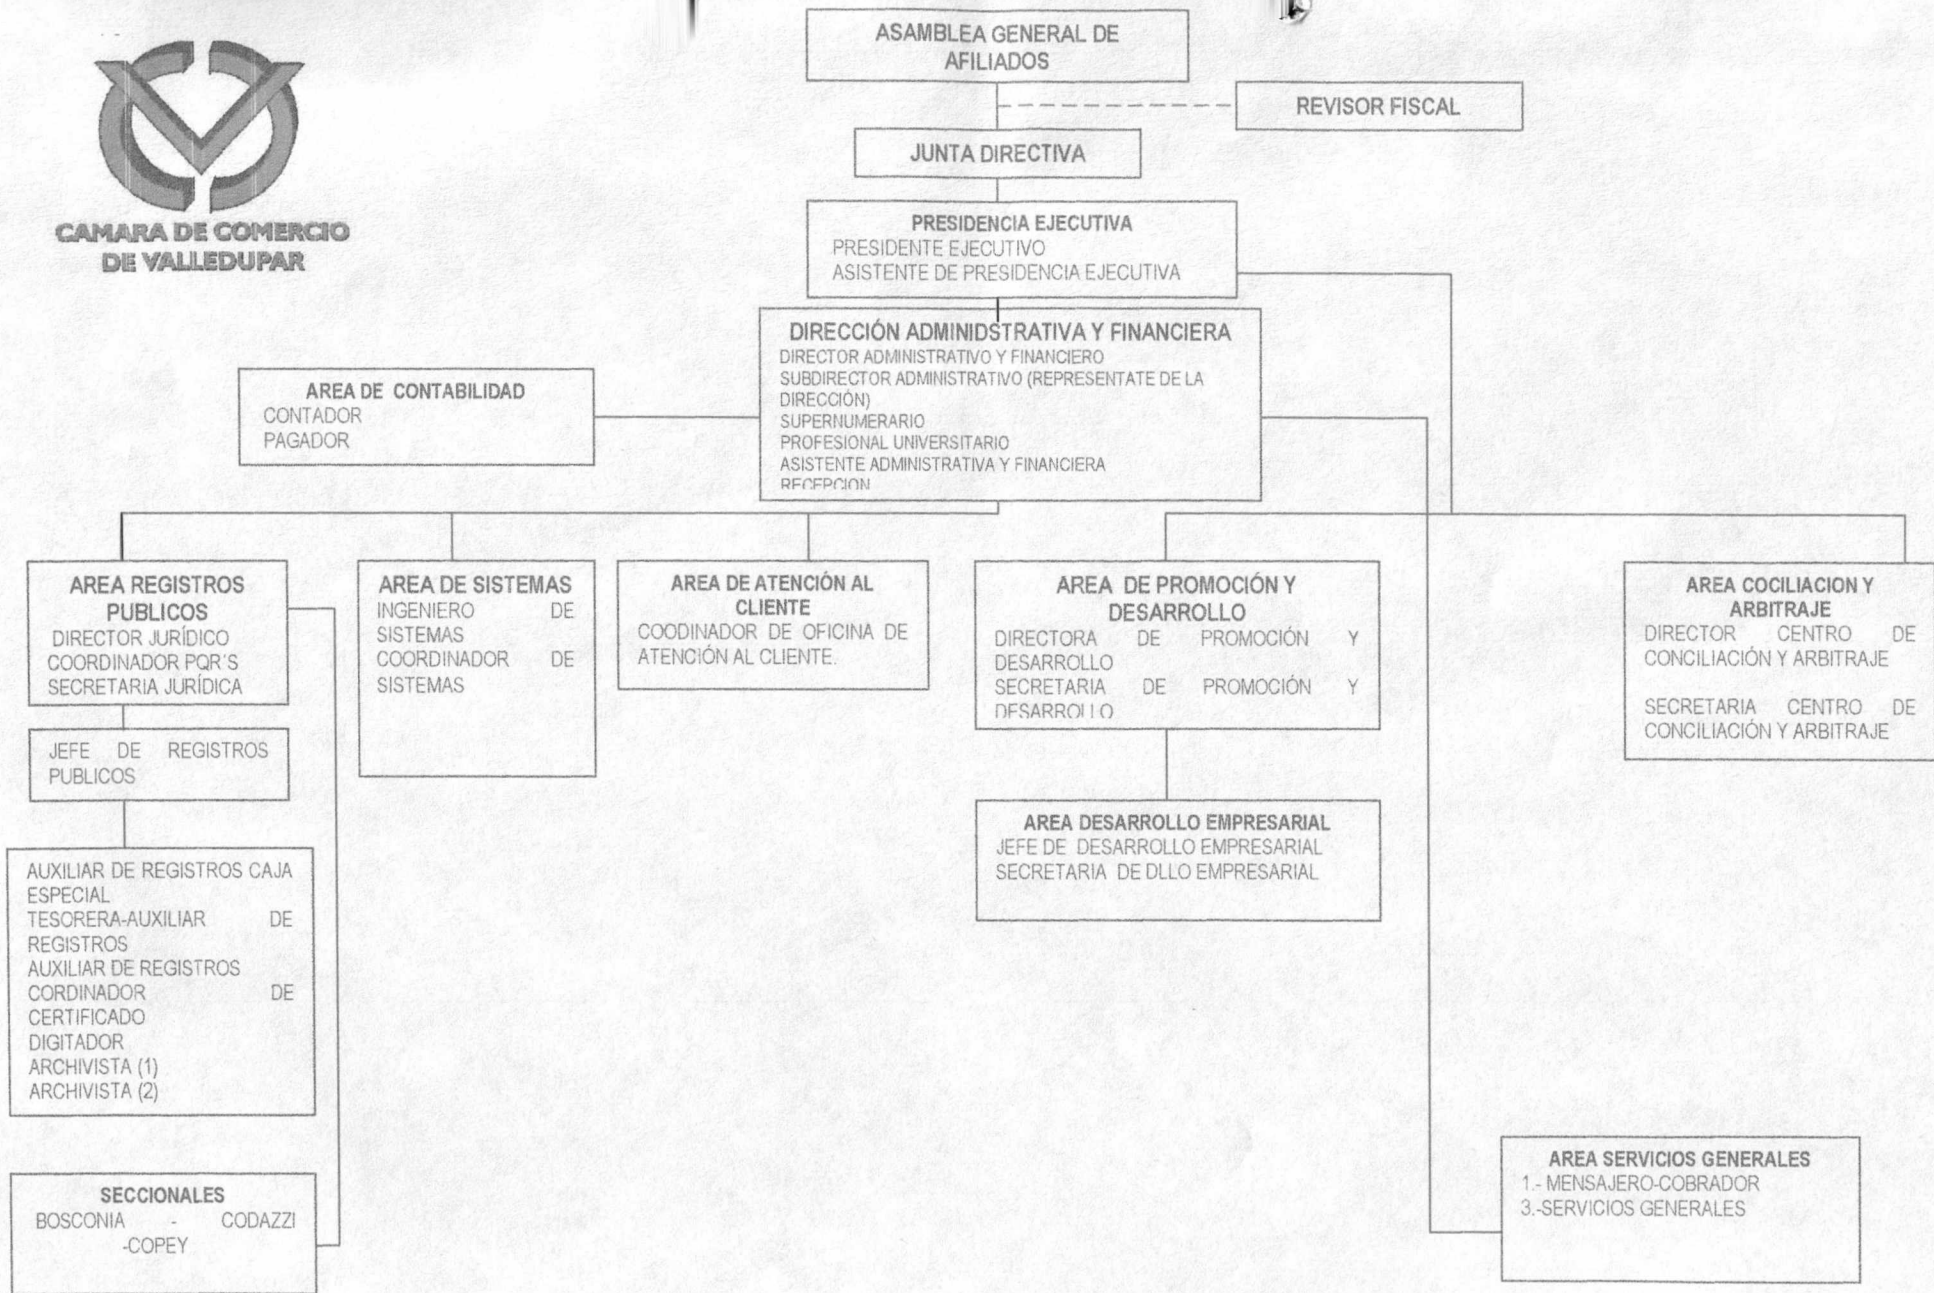 ASAMBLEA GENERAL DE
AFILIADOS
REVISOR FISCAL
JUNTA DIRECTIVA
CAMARA DE COMERCIO
DE VALLEDUPAR
PRESIDENCIA EJECUTIVA
PRESIDENTE EJECUTIVO
ASISTENTE DE PRESIDENCIA EJECUTIVA
DIRECCIÓN ADMINIDSTRATIVA Y FINANCIERA
DIRECTOR ADMINISTRATIVO Y FINANCIERO
SUBDIRECTOR ADMINISTRATIVO (REPRESENTATE DE LA
DIRECCIÓN)
SUPERNUMERARIO
PROFESIONAL UNIVERSITARIO
ASISTENTE ADMINISTRATIVA Y FINANCIERA
RECEPCION
AREA DE CONTABILIDAD
CONTADOR
PAGADOR
AREA REGISTROS
PUBLICOS
DIRECTOR JURÍDICO
COORDINADOR PQR'S
SECRETARIA JURÍDICA
JEFE DE REGISTROS
PUBLICOS
AUXILIAR DE REGISTROS CAJA
ESPECIAL
TESORERA-AUXILIAR DE
REGISTROS
AUXILIAR DE REGISTROS
CORDINADOR DE
CERTIFICADO
DIGITADOR
ARCHIVISTA (1)
ARCHIVISTA (2)
SECCIONALES
BOSCONIA - CODAZZI
-COPEY
AREA DE SISTEMAS
INGENIERO DE
SISTEMAS
COORDINADOR DE
SISTEMAS
AREA DE ATENCIÓN AL
CLIENTE
COODINADOR DE OFICINA DE
ATENCIÓN AL CLIENTE.
AREA DE PROMOCIÓN Y
DESARROLLO
DIRECTORA DE PROMOCIÓN Y
DESARROLLO
SECRETARIA DE PROMOCIÓN Y
DESARROLLO
AREA DESARROLLO EMPRESARIAL
JEFE DE DESARROLLO EMPRESARIAL
SECRETARIA DE DLLO EMPRESARIAL
AREA COCILIACION Y
ARBITRAJE
DIRECTOR CENTRO DE
CONCILIACIÓN Y ARBITRAJE
SECRETARIA CENTRO DE
CONCILIACIÓN Y ARBITRAJE
AREA SERVICIOS GENERALES
1.- MENSAJERO-COBRADOR
3.-SERVICIOS GENERALES